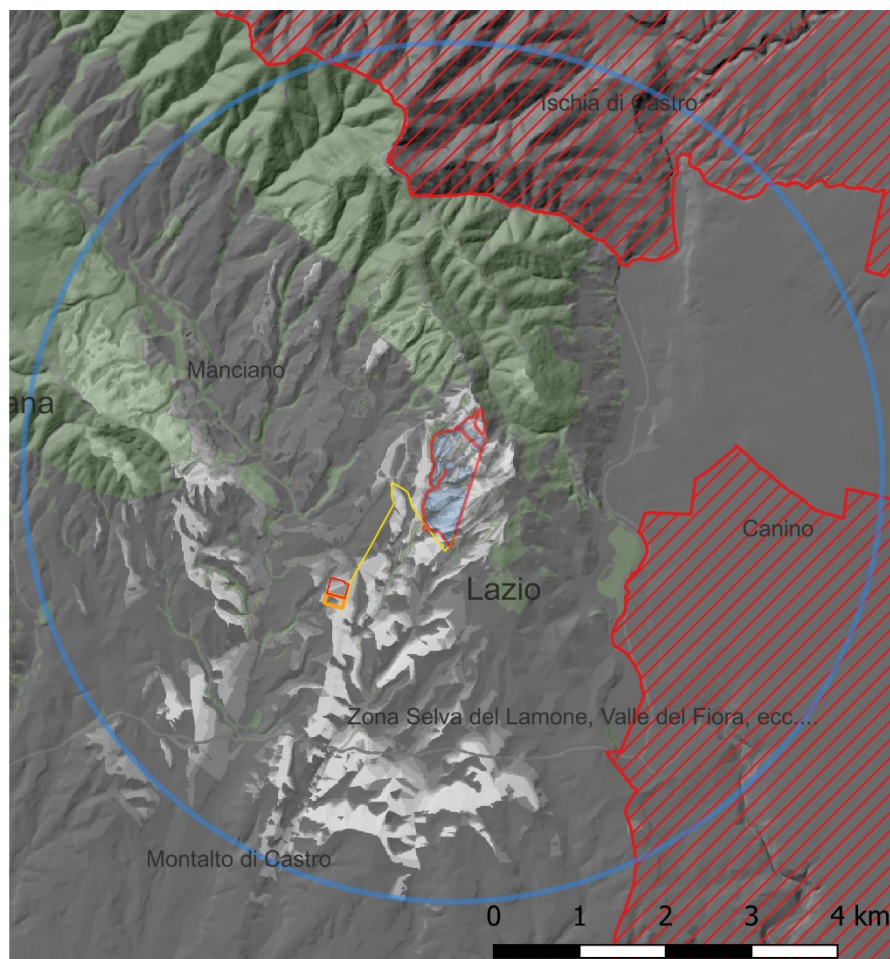 Ischia di Castro
Manciano
ana
Canino
Lazio
Zona Selva del Lamone, Valle del Fiora, ecc....
Montalto di Castro
0 1 2 3 4 km